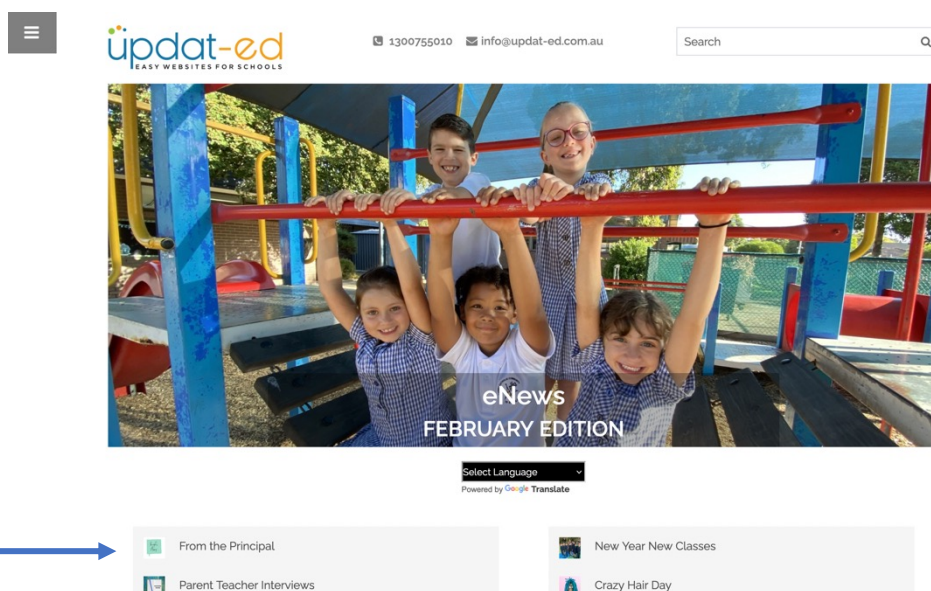 üpdat-ed
EASY WEBSITES FOR SCHOOLS
1300755010 info@updat-ed.com.au
Search
eNews
FEBRUARY EDITION
Select Language
Powered by Google Translate
From the Principal
New Year New Classes
Parent Teacher Interviews
Crazy Hair Day